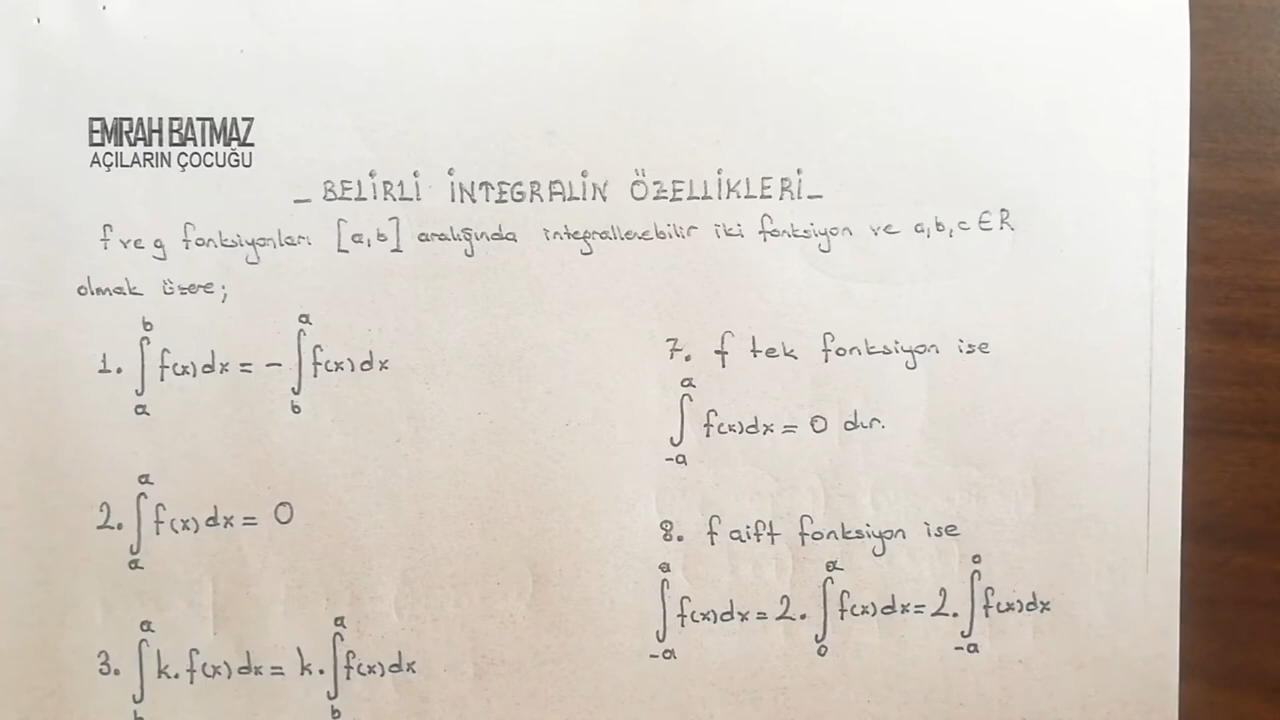 EMRAH BATMAZ
AÇILARIN ÇOCUĞU
_ BELİRLİ İNTEGRALİN ÖZELLİKLERİ _
f ve g fonksiyonları [a,b] aralığında integrallenebilir iki fonksiyon ve a,b,c ∈ R
olmak üzere;
1. ∫_a^b f(x)dx = - ∫_b^a f(x)dx
2. ∫_a^a f(x)dx = 0
3. ∫_b^a k.f(x)dx = k.∫_b^a f(x)dx
7. f tek fonksiyon ise
∫_-a^a f(x)dx = 0 dır.
8. f çift fonksiyon ise
∫_-a^a f(x)dx = 2.∫_0^a f(x)dx = 2.∫_-a^0 f(x)dx